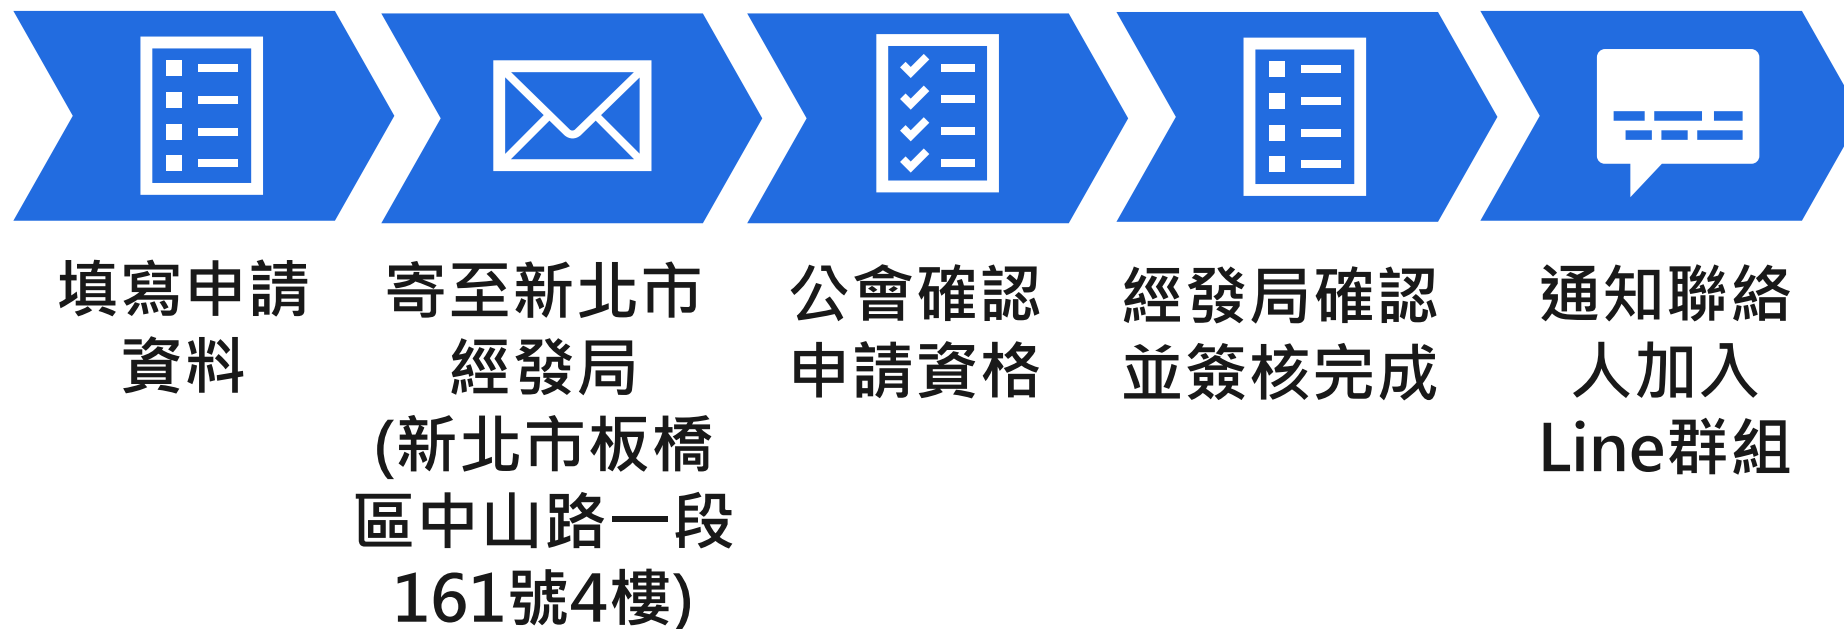 填寫申請
資料
寄至新北市
經發局
(新北市板橋
區中山路一段
161號4樓)
公會確認
申請資格
經發局確認
並簽核完成
通知聯絡
人加入
Line群組